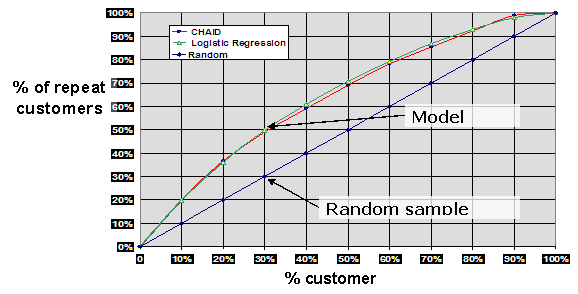 100%
90%
80%
70%
60%
50%
40%
30%
20%
10%
0%
% of repeat
customers
CHAID
Logistic Regression
Random
Model
Random sample
0 10% 20% 30% 40% 50% 60% 70% 80% 90% 100%
% customer